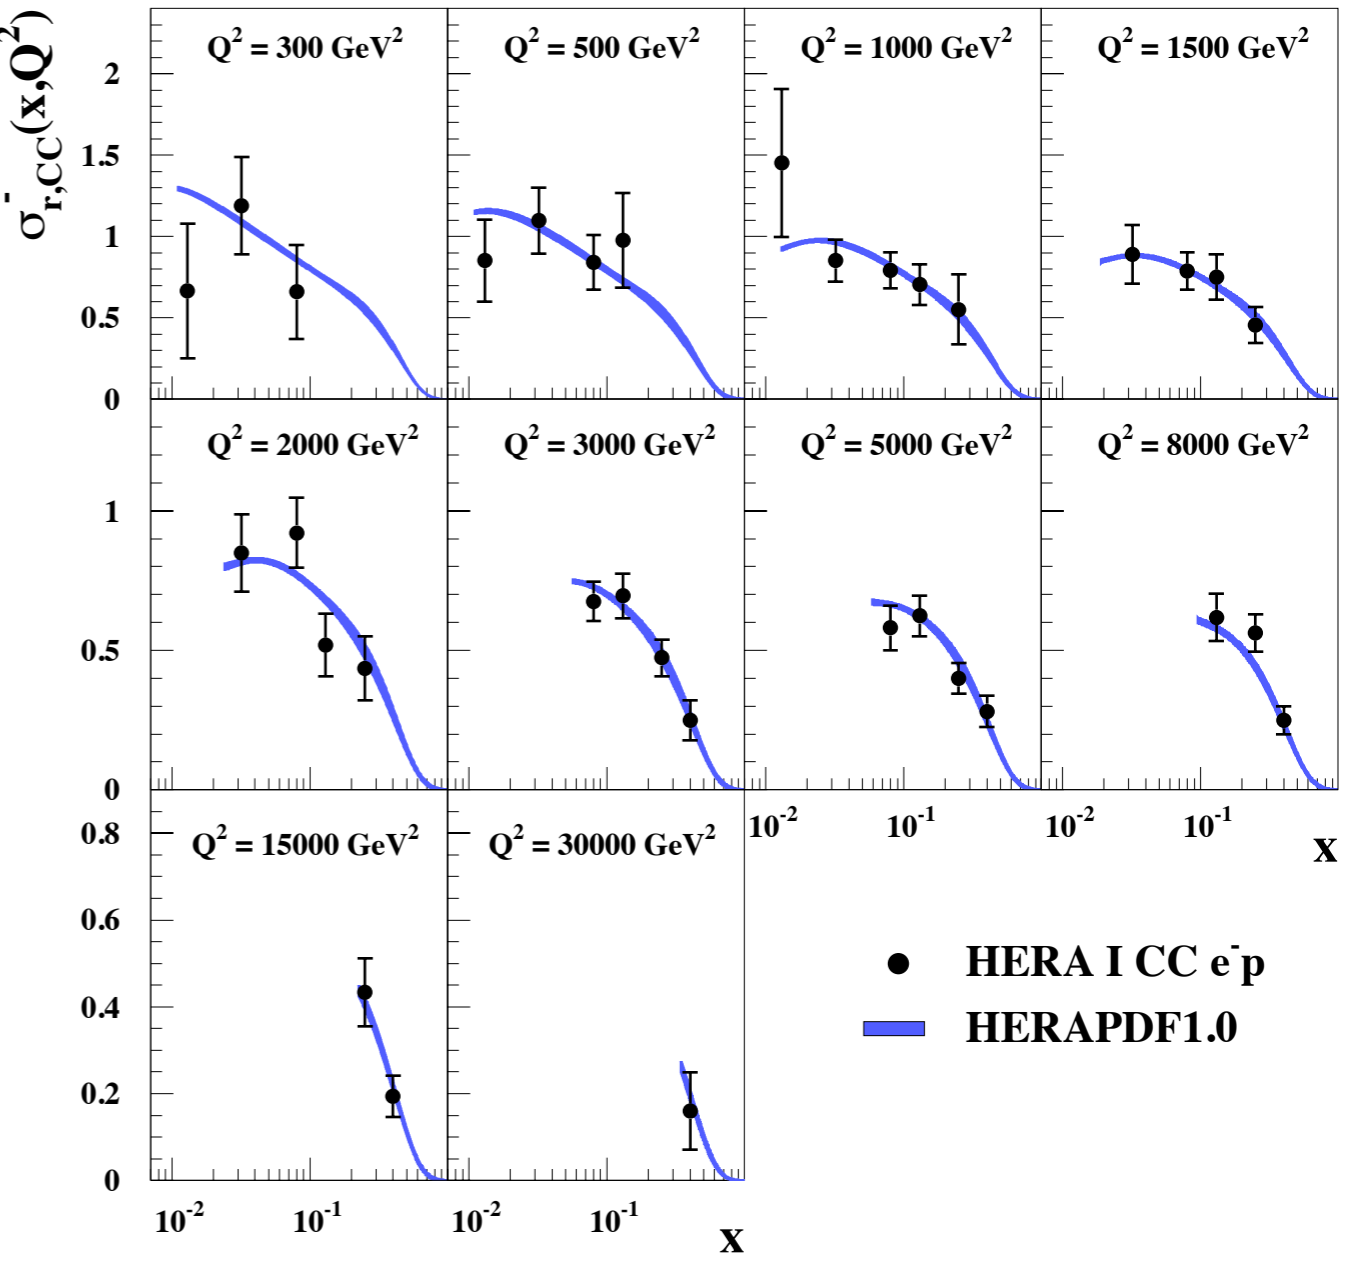 σ⁻r,CC(x,Q²)
Q² = 300 GeV²
Q² = 500 GeV²
Q² = 1000 GeV²
Q² = 1500 GeV²
2
1.5
1
0.5
0
Q² = 2000 GeV²
Q² = 3000 GeV²
Q² = 5000 GeV²
Q² = 8000 GeV²
1
0.5
0
10⁻² 10⁻¹
10⁻² 10⁻¹
x
Q² = 15000 GeV²
Q² = 30000 GeV²
0.8
0.6
0.4
0.2
0
10⁻² 10⁻¹
10⁻² 10⁻¹
x
HERA I CC e⁻p
HERAPDF1.0